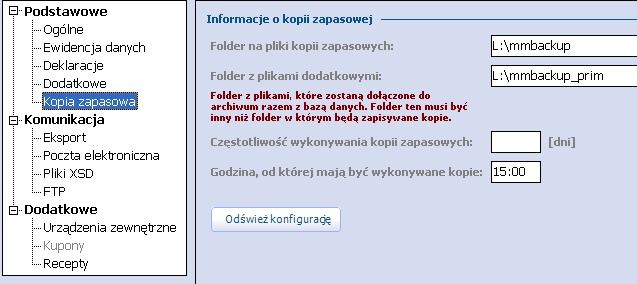 Podstawowe
Ogólne
Ewidencja danych
Deklaracje
Dodatkowe
Kopia zapasowa
Komunikacja
Eksport
Poczta elektroniczna
Pliki XSD
FTP
Dodatkowe
Urządzenia zewnętrzne
Kupony
Recepty
Informacje o kopii zapasowej
Folder na pliki kopii zapasowych: L:\mmbackup
Folder z plikami dodatkowymi: L:\mmbackup_prim
Folder z plikami, które zostaną dołączone do
archiwum razem z bazą danych. Folder ten musi być
inny niż folder w którym będą zapisywane kopie.
Częstotliwość wykonywania kopii zapasowych: [dni]
Godzina, od której mają być wykonywane kopie: 15:00
Odśwież konfigurację